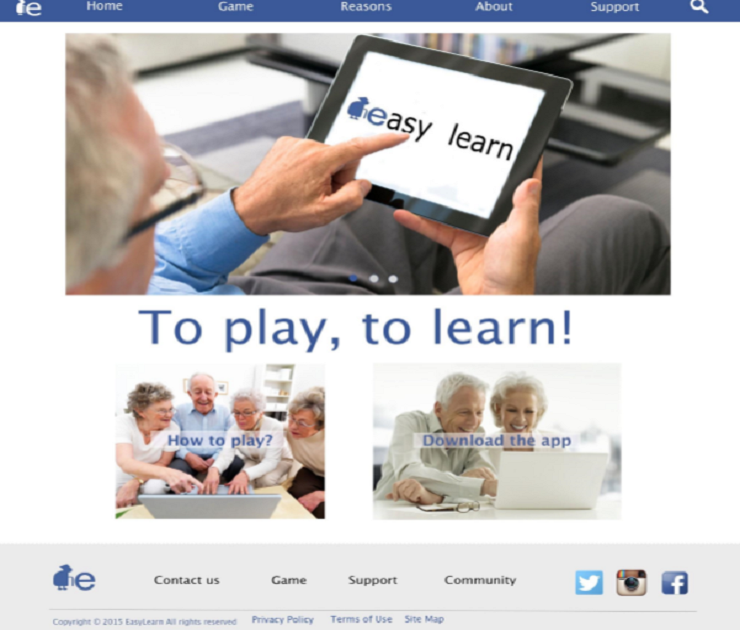 e Home Game Reasons About Support
easy learn
To play, to learn!
How to play? Download the app
e Contact us Game Support Community
Copyright © 2015 EasyLearn All rights reserved Privacy Policy Terms of Use Site Map